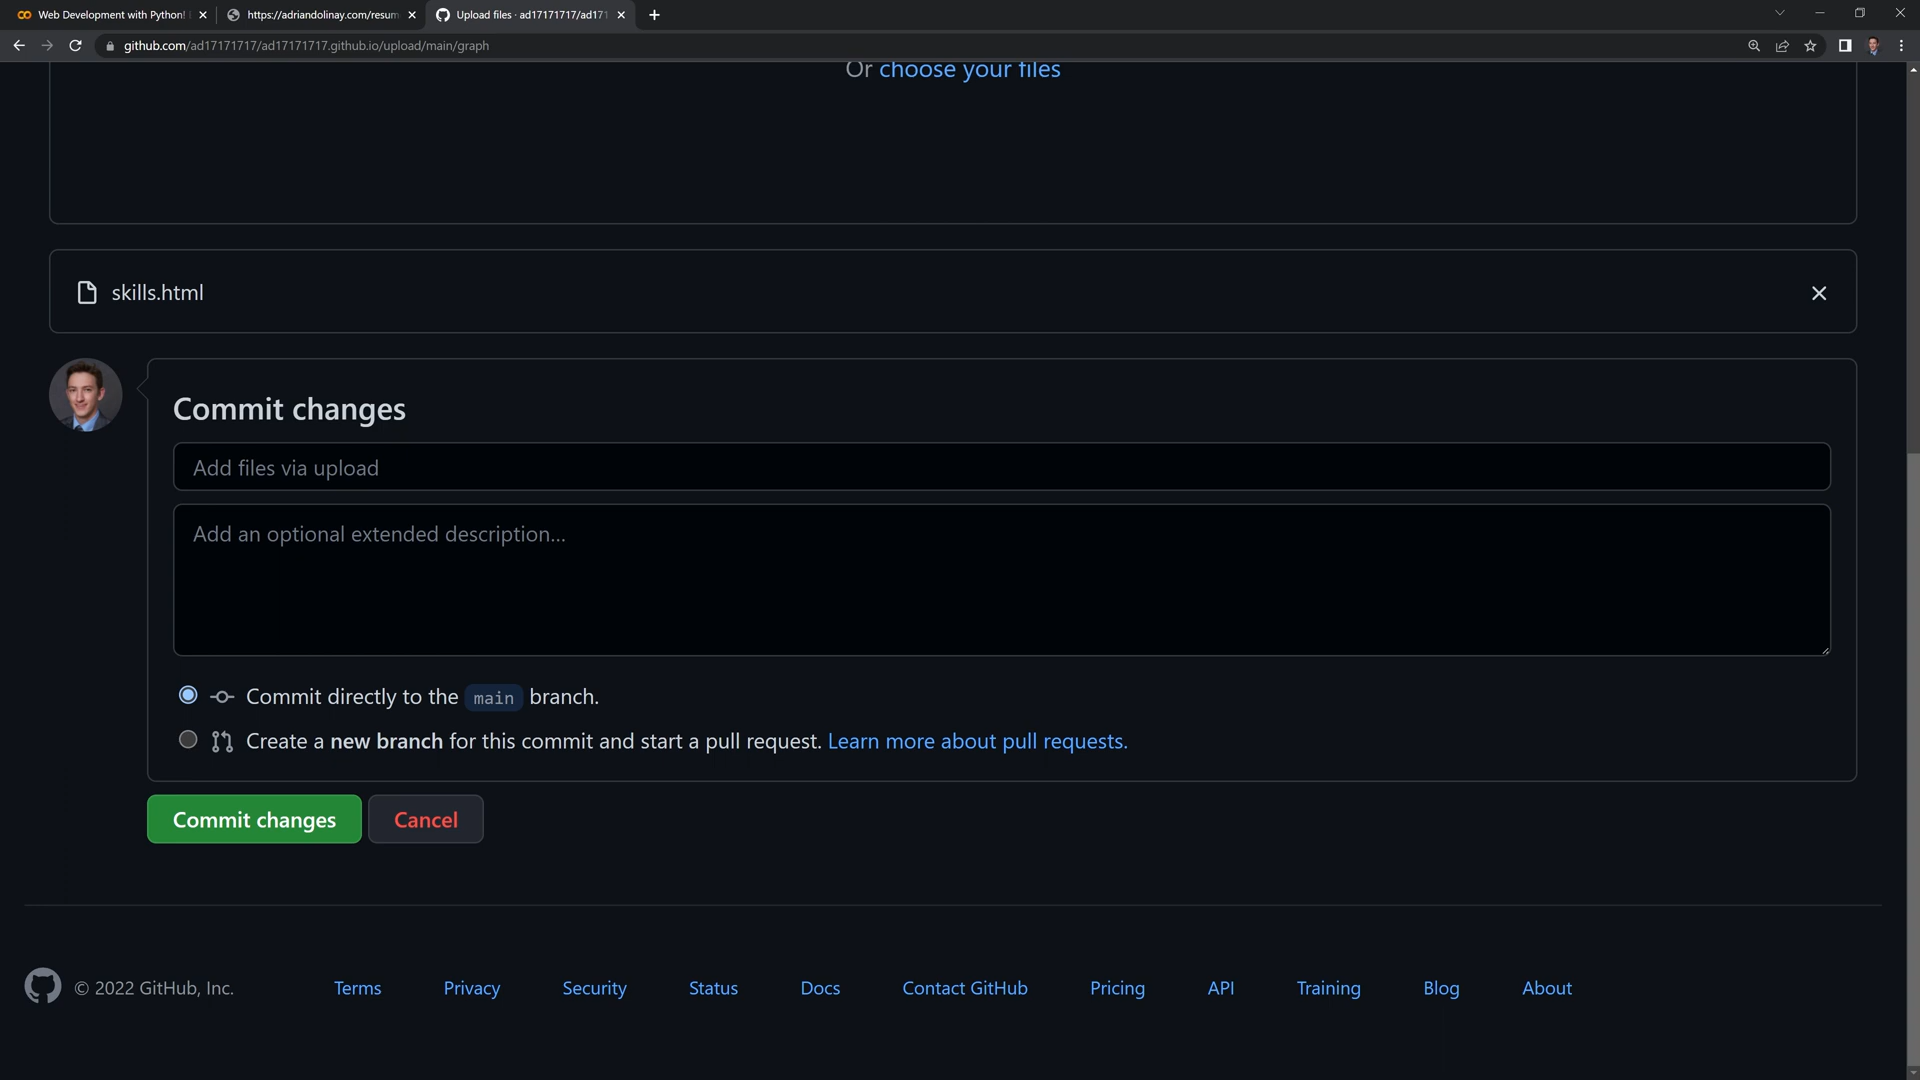 Web Development with Python!
https://adriandolinay.com/resum
Upload files · ad17171717/ad171
github.com/ad17171717/ad17171717.github.io/upload/main/graph
Or choose your files
skills.html
Commit changes
Add files via upload
Add an optional extended description...
Commit directly to the main branch.
Create a new branch for this commit and start a pull request. Learn more about pull requests.
Commit changes Cancel
© 2022 GitHub, Inc. Terms Privacy Security Status Docs Contact GitHub Pricing API Training Blog About